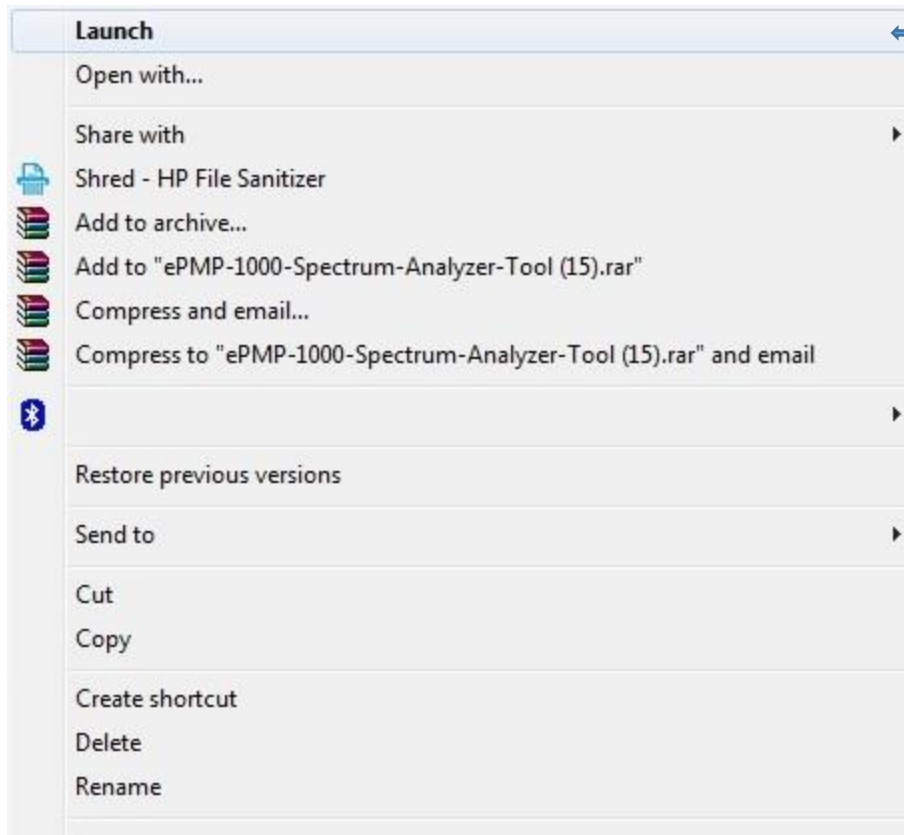 Launch
Open with...
Share with
Shred - HP File Sanitizer
Add to archive...
Add to "ePMP-1000-Spectrum-Analyzer-Tool (15).rar"
Compress and email...
Compress to "ePMP-1000-Spectrum-Analyzer-Tool (15).rar" and email
Restore previous versions
Send to
Cut
Copy
Create shortcut
Delete
Rename